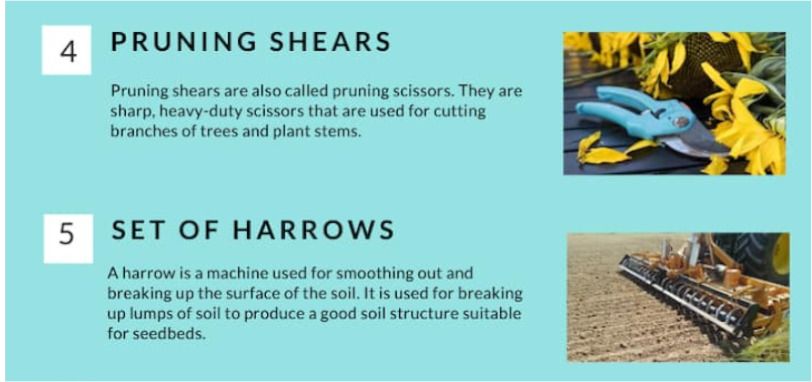 4
PRUNING SHEARS
Pruning shears are also called pruning scissors. They are
sharp, heavy-duty scissors that are used for cutting
branches of trees and plant stems.
5
SET OF HARROWS
A harrow is a machine used for smoothing out and
breaking up the surface of the soil. It is used for breaking
up lumps of soil to produce a good soil structure suitable
for seedbeds.